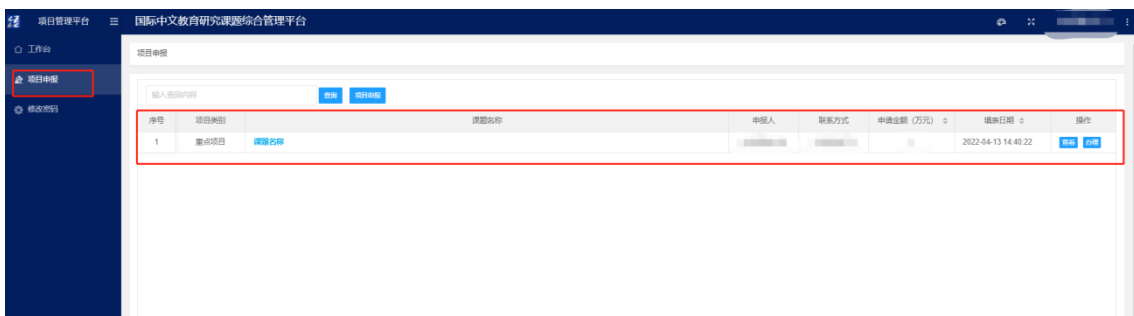 项目管理平台 国际中文教育研究课题综合管理平台
工作台
项目申报
修改密码
项目申报
输入查询内容 查询 项目申报
序号 项目类别 课题名称 申报人 联系方式 申请金额（万元） 填表日期 操作
1 重点项目 课题名称 2022-04-13 14:40:22 查看 办理